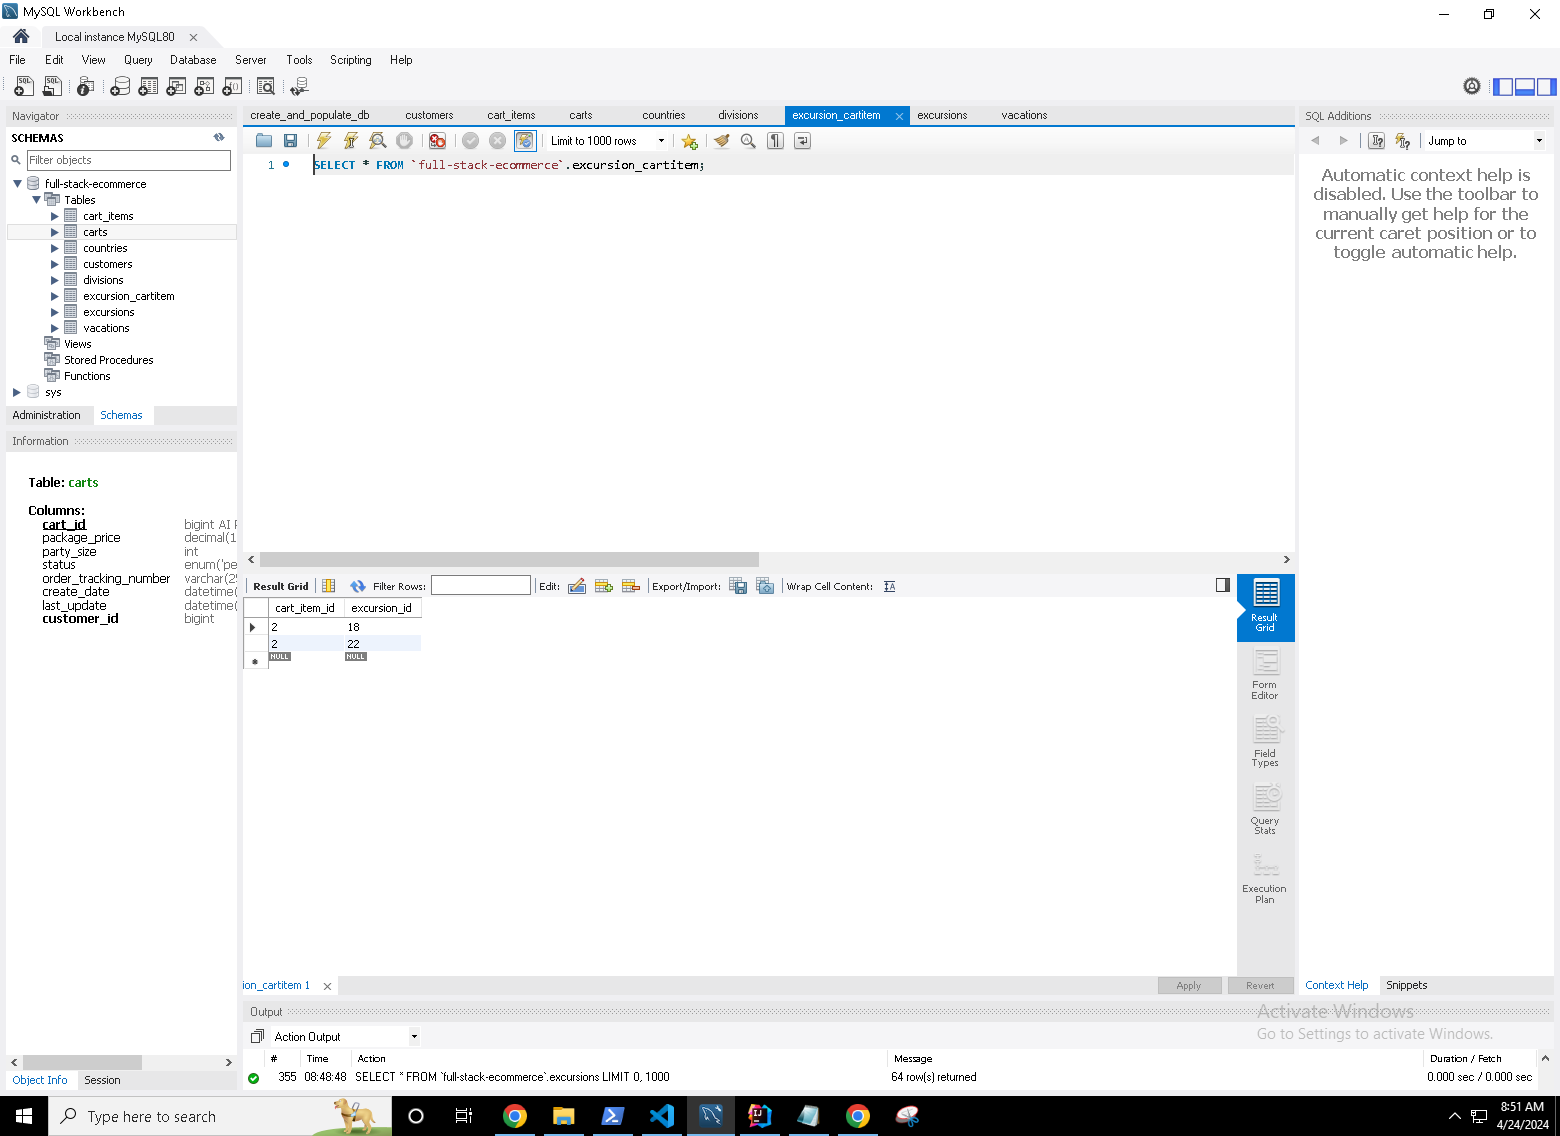 MySQL Workbench
Local instance MySQL80
File Edit View Query Database Server Tools Scripting Help
Navigator
SCHEMAS
Filter objects
full-stack-ecommerce
Tables
cart_items
carts
countries
customers
divisions
excursion_cartitem
excursions
vacations
Views
Stored Procedures
Functions
sys
Administration Schemas
Information
Table: carts
Columns:
cart_id bigint AI
package_price decimal(1
party_size int
status enum('pe
order_tracking_number varchar(25
create_date datetime(
last_update datetime(
customer_id bigint
Object Info Session
create_and_populate_db customers cart_items carts countries divisions excursion_cartitem excursions vacations
Limit to 1000 rows
1 SELECT * FROM `full-stack-ecommerce`.excursion_cartitem;
Result Grid Filter Rows: Edit: Export/Import: Wrap Cell Content:
cart_item_id excursion_id
2 18
2 22
NULL NULL
Result Grid
Form Editor
Field Types
Query Stats
Execution Plan
ion_cartitem 1
Apply Revert
SQL Additions
Jump to
Automatic context help is
disabled. Use the toolbar to
manually get help for the
current caret position or to
toggle automatic help.
Context Help Snippets
Output
Activate Windows
Go to Settings to activate Windows.
Action Output
# Time Action Message Duration / Fetch
355 08:48:48 SELECT * FROM `full-stack-ecommerce`.excursions LIMIT 0, 1000 64 row(s) returned 0.000 sec / 0.000 sec
Type here to search
8:51 AM
4/24/2024